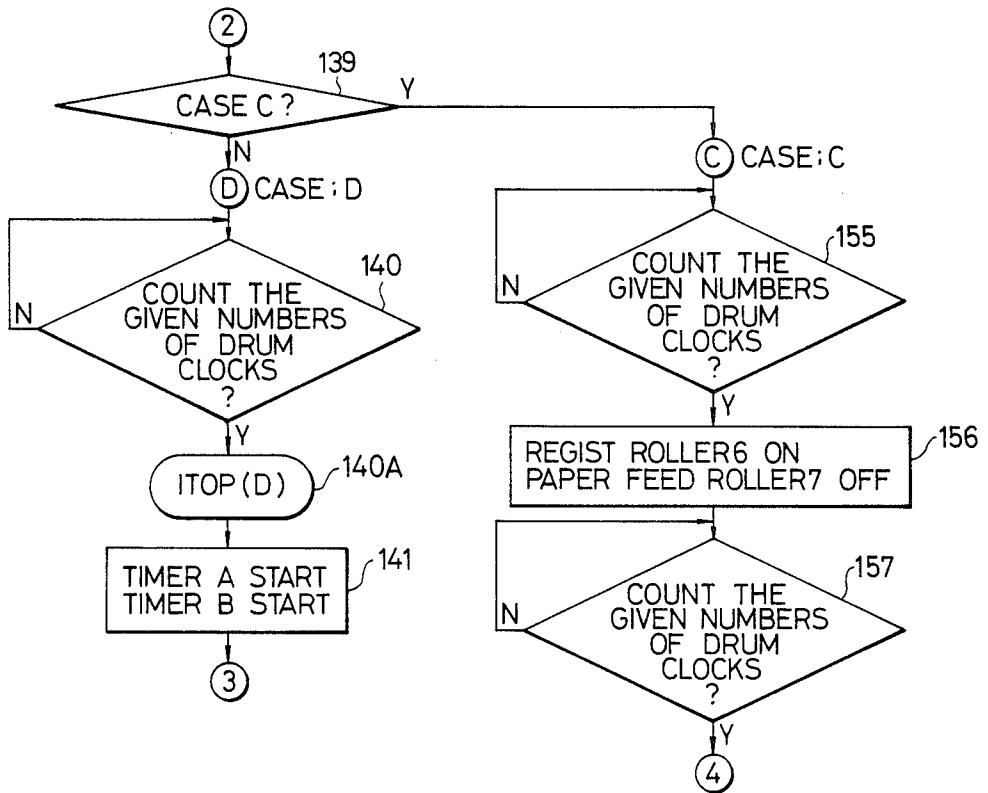 2
139
CASE C ?
Y
N
D CASE ; D
140
COUNT THE
GIVEN NUMBERS
OF DRUM
CLOCKS
?
N
Y
ITOP (D)
140A
TIMER A START
TIMER B START
141
3
C CASE ; C
155
COUNT THE
GIVEN NUMBERS
OF DRUM
CLOCKS
?
N
Y
REGIST ROLLER6 ON
PAPER FEED ROLLER7 OFF
156
157
COUNT THE
GIVEN NUMBERS
OF DRUM
CLOCKS
?
N
Y
4